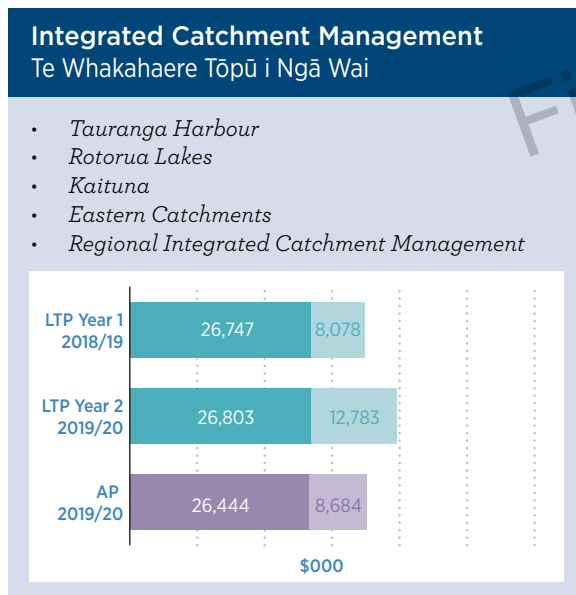 Integrated Catchment Management
Te Whakahaere Tōpū i Ngā Wai
• Tauranga Harbour
• Rotorua Lakes
• Kaituna
• Eastern Catchments
• Regional Integrated Catchment Management
LTP Year 1
2018/19
26,747 8,078
LTP Year 2
2019/20
26,803 12,783
AP
2019/20
26,444 8,684
$000